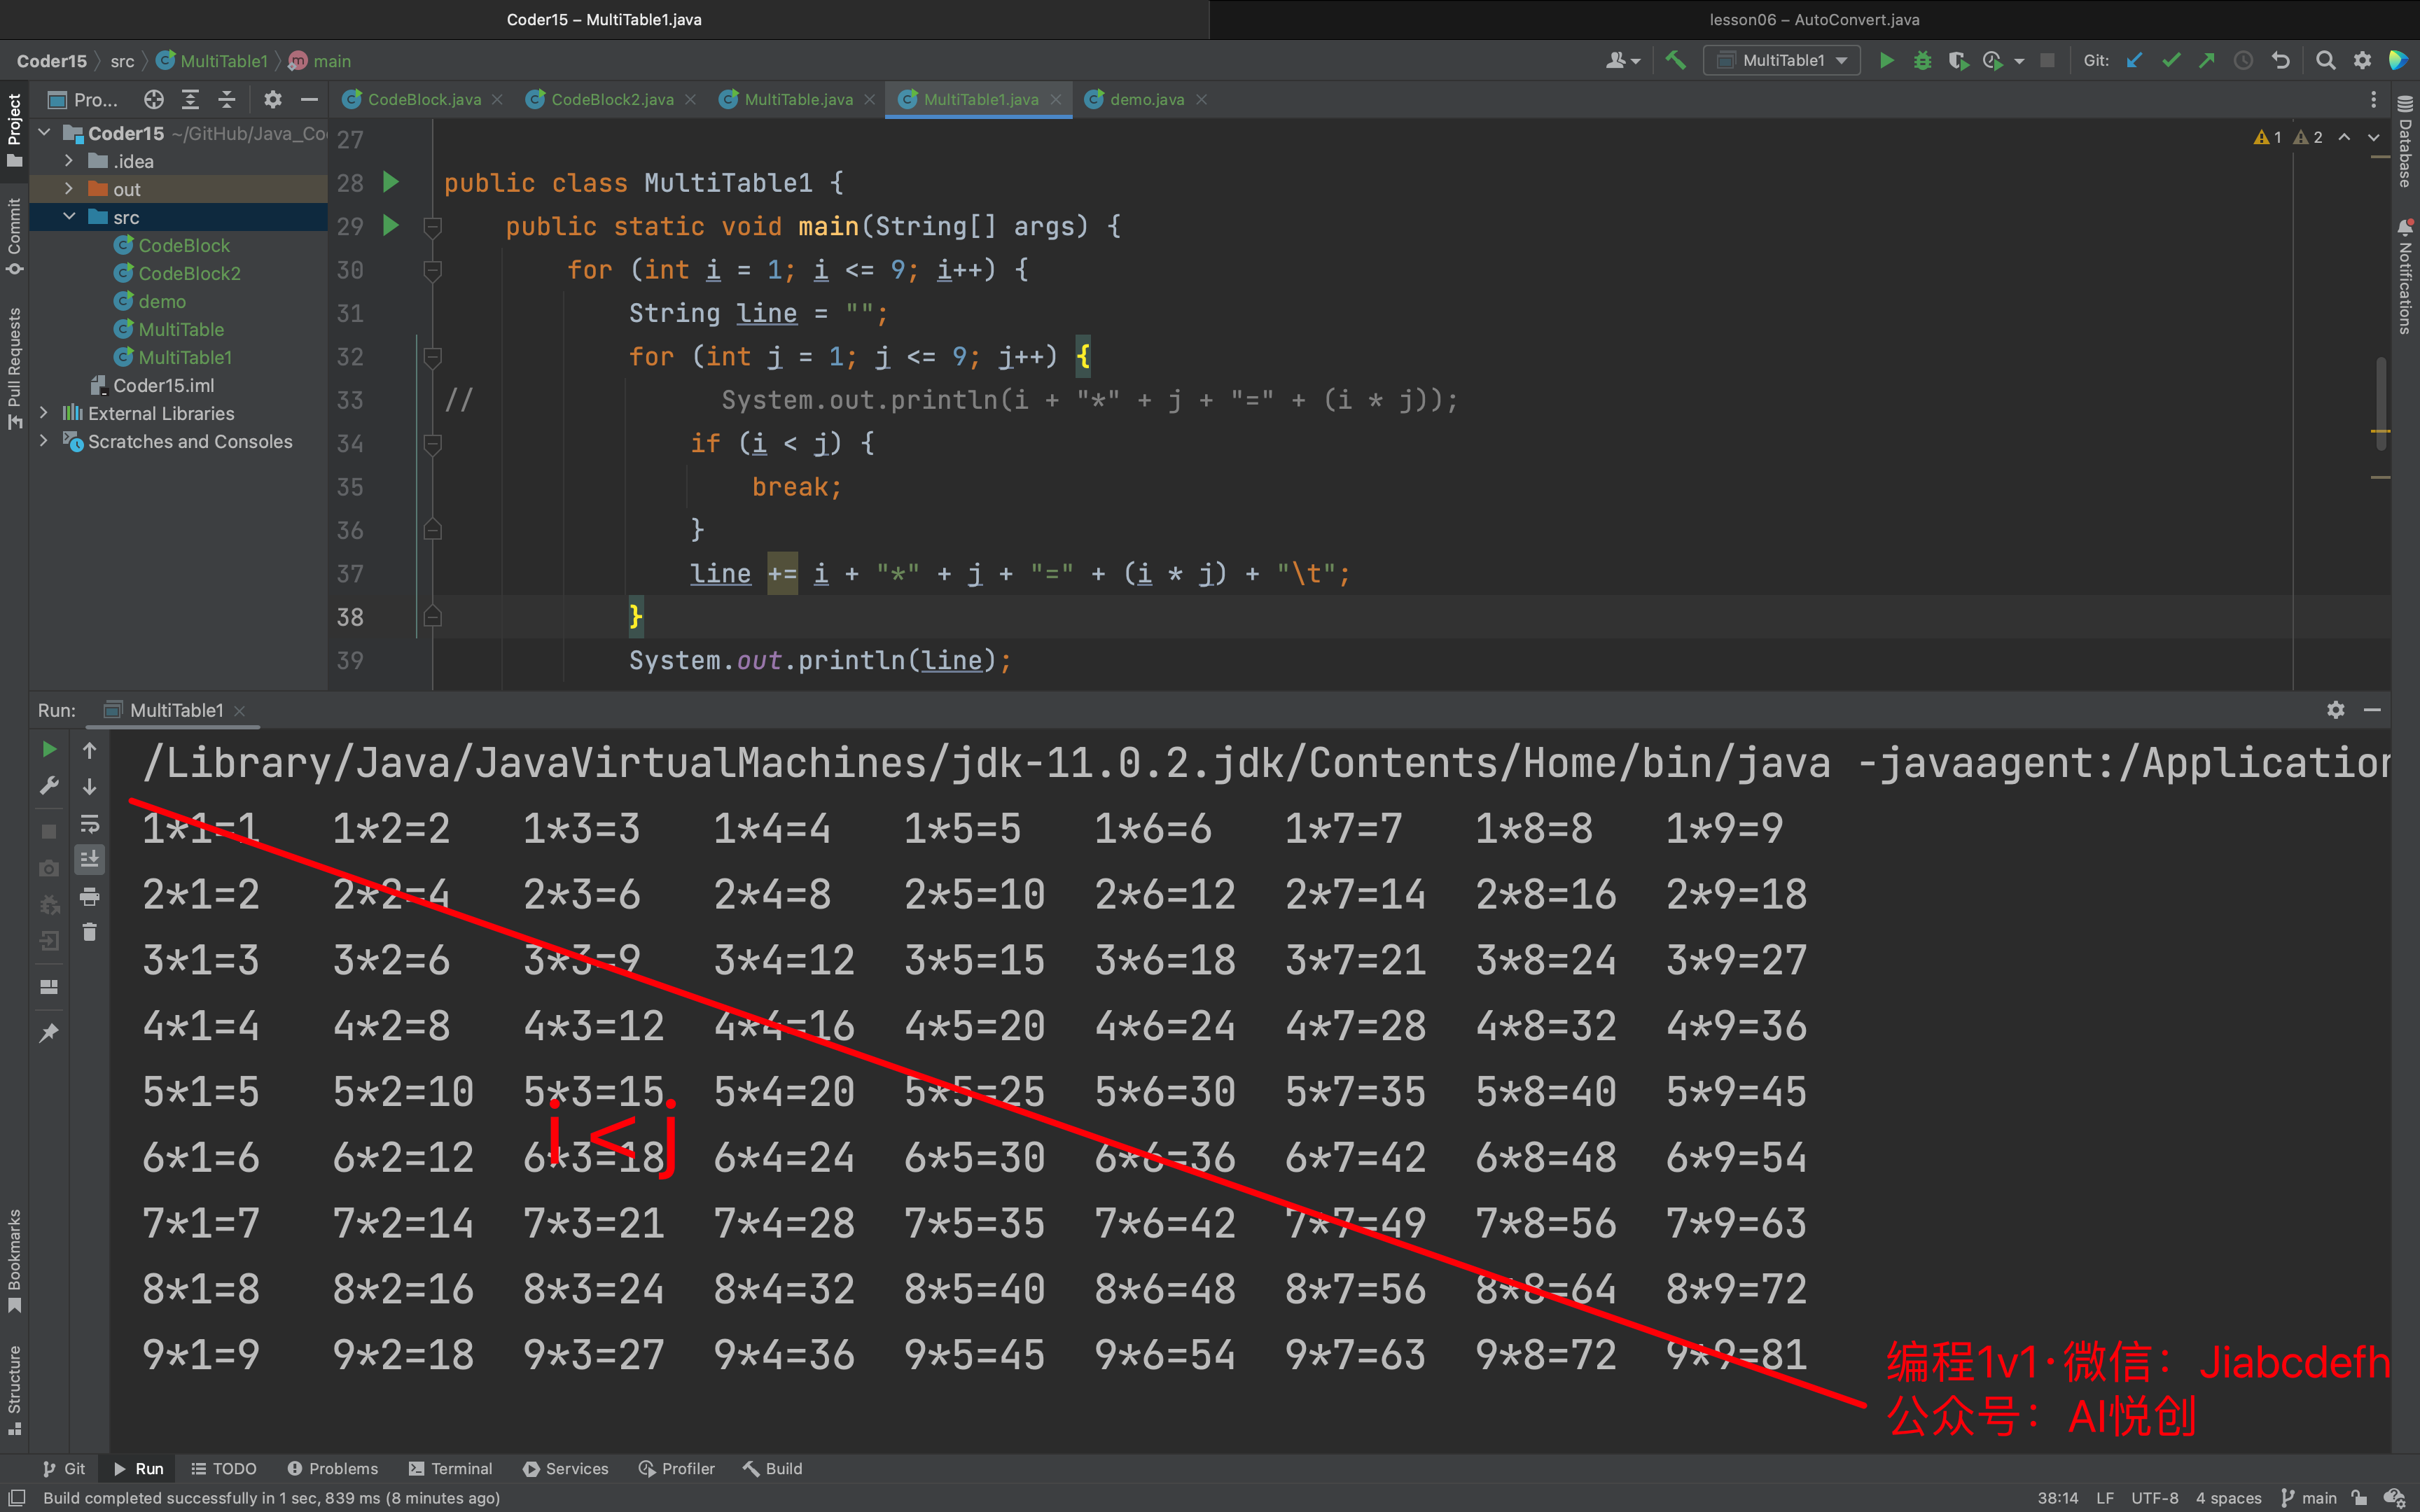 Coder15 – MultiTable1.java
lesson06 – AutoConvert.java
Coder15 src MultiTable1 main
MultiTable1
Git:
Project
Commit
Pull Requests
Bookmarks
Structure
Pro...
CodeBlock.java
CodeBlock2.java
MultiTable.java
MultiTable1.java
demo.java
Coder15 ~/GitHub/Java_Co
.idea
out
src
CodeBlock
CodeBlock2
demo
MultiTable
MultiTable1
Coder15.iml
External Libraries
Scratches and Consoles
1 2
Database
Notifications
27
28 public class MultiTable1 {
29 public static void main(String[] args) {
30 for (int i = 1; i <= 9; i++) {
31 String line = "";
32 for (int j = 1; j <= 9; j++) {
33 // System.out.println(i + "*" + j + "=" + (i * j));
34 if (i < j) {
35 break;
36 }
37 line += i + "*" + j + "=" + (i * j) + "\t";
38 }
39 System.out.println(line);
Run: MultiTable1
/Library/Java/JavaVirtualMachines/jdk-11.0.2.jdk/Contents/Home/bin/java -javaagent:/Application
1*1=1 1*2=2 1*3=3 1*4=4 1*5=5 1*6=6 1*7=7 1*8=8 1*9=9
2*1=2 2*2=4 2*3=6 2*4=8 2*5=10 2*6=12 2*7=14 2*8=16 2*9=18
3*1=3 3*2=6 3*3=9 3*4=12 3*5=15 3*6=18 3*7=21 3*8=24 3*9=27
4*1=4 4*2=8 4*3=12 4*4=16 4*5=20 4*6=24 4*7=28 4*8=32 4*9=36
5*1=5 5*2=10 5*3=15 5*4=20 5*5=25 5*6=30 5*7=35 5*8=40 5*9=45
i < j
6*1=6 6*2=12 6*3=18 6*4=24 6*5=30 6*6=36 6*7=42 6*8=48 6*9=54
7*1=7 7*2=14 7*3=21 7*4=28 7*5=35 7*6=42 7*7=49 7*8=56 7*9=63
8*1=8 8*2=16 8*3=24 8*4=32 8*5=40 8*6=48 8*7=56 8*8=64 8*9=72
9*1=9 9*2=18 9*3=27 9*4=36 9*5=45 9*6=54 9*7=63 9*8=72 9*9=81
编程1v1·微信：Jiabcdefh
公众号：AI悦创
Git Run TODO Problems Terminal Services Profiler Build
Build completed successfully in 1 sec, 839 ms (8 minutes ago)
38:14 LF UTF-8 4 spaces main